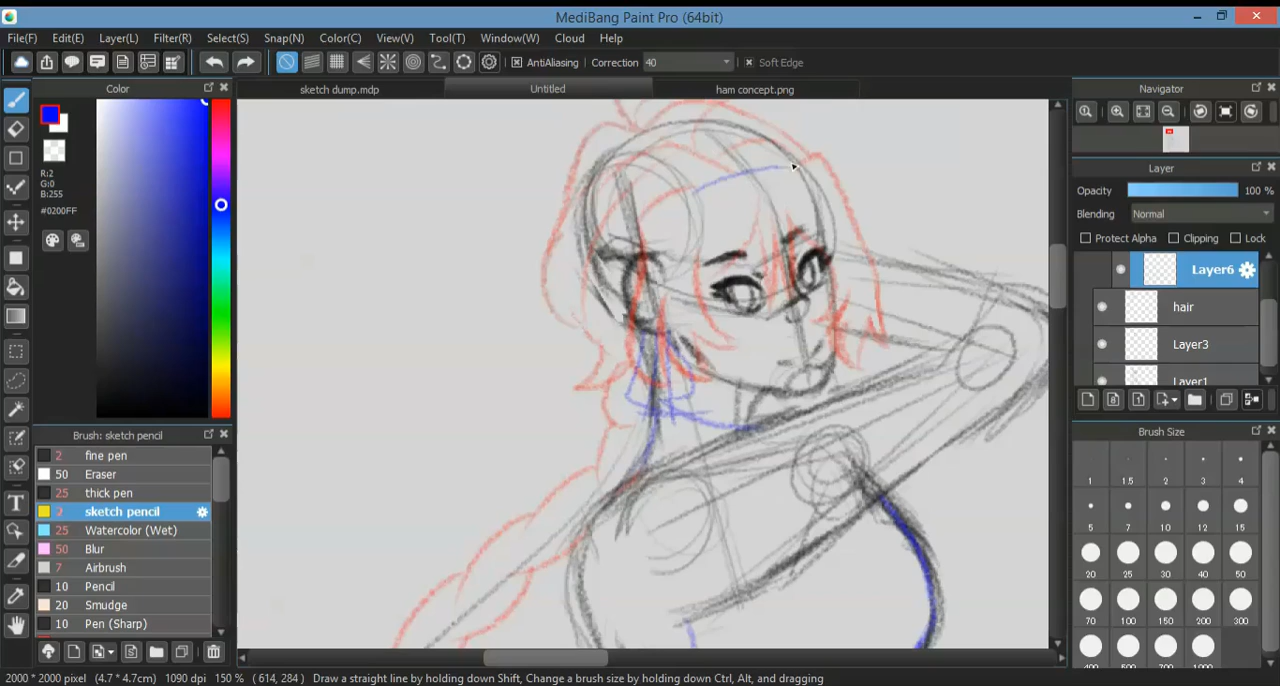 MediBang Paint Pro (64bit)
File(F) Edit(E) Layer(L) Filter(R) Select(S) Snap(N) Color(C) View(V) Tool(T) Window(W) Cloud Help
AntiAliasing Correction 40 Soft Edge
Color
sketch dump.mdp Untitled ham concept.png
Navigator
R:2
G:0
B:255
#0200FF
Layer
Opacity 100 %
Blending Normal
Protect Alpha Clipping Lock
Layer6
hair
Layer3
Layer1
Brush: sketch pencil
2 fine pen
50 Eraser
25 thick pen
2 sketch pencil
25 Watercolor (Wet)
50 Blur
7 Airbrush
10 Pencil
20 Smudge
10 Pen (Sharp)
Brush Size
1 1.5 2 3 4
5 7 10 12 15
20 25 30 40 50
70 100 150 200 300
400 500 700 1000
2000 * 2000 pixel (4.7 * 4.7cm) 1090 dpi 150 % ( 614, 284 ) Draw a straight line by holding down Shift, Change a brush size by holding down Ctrl, Alt, and dragging